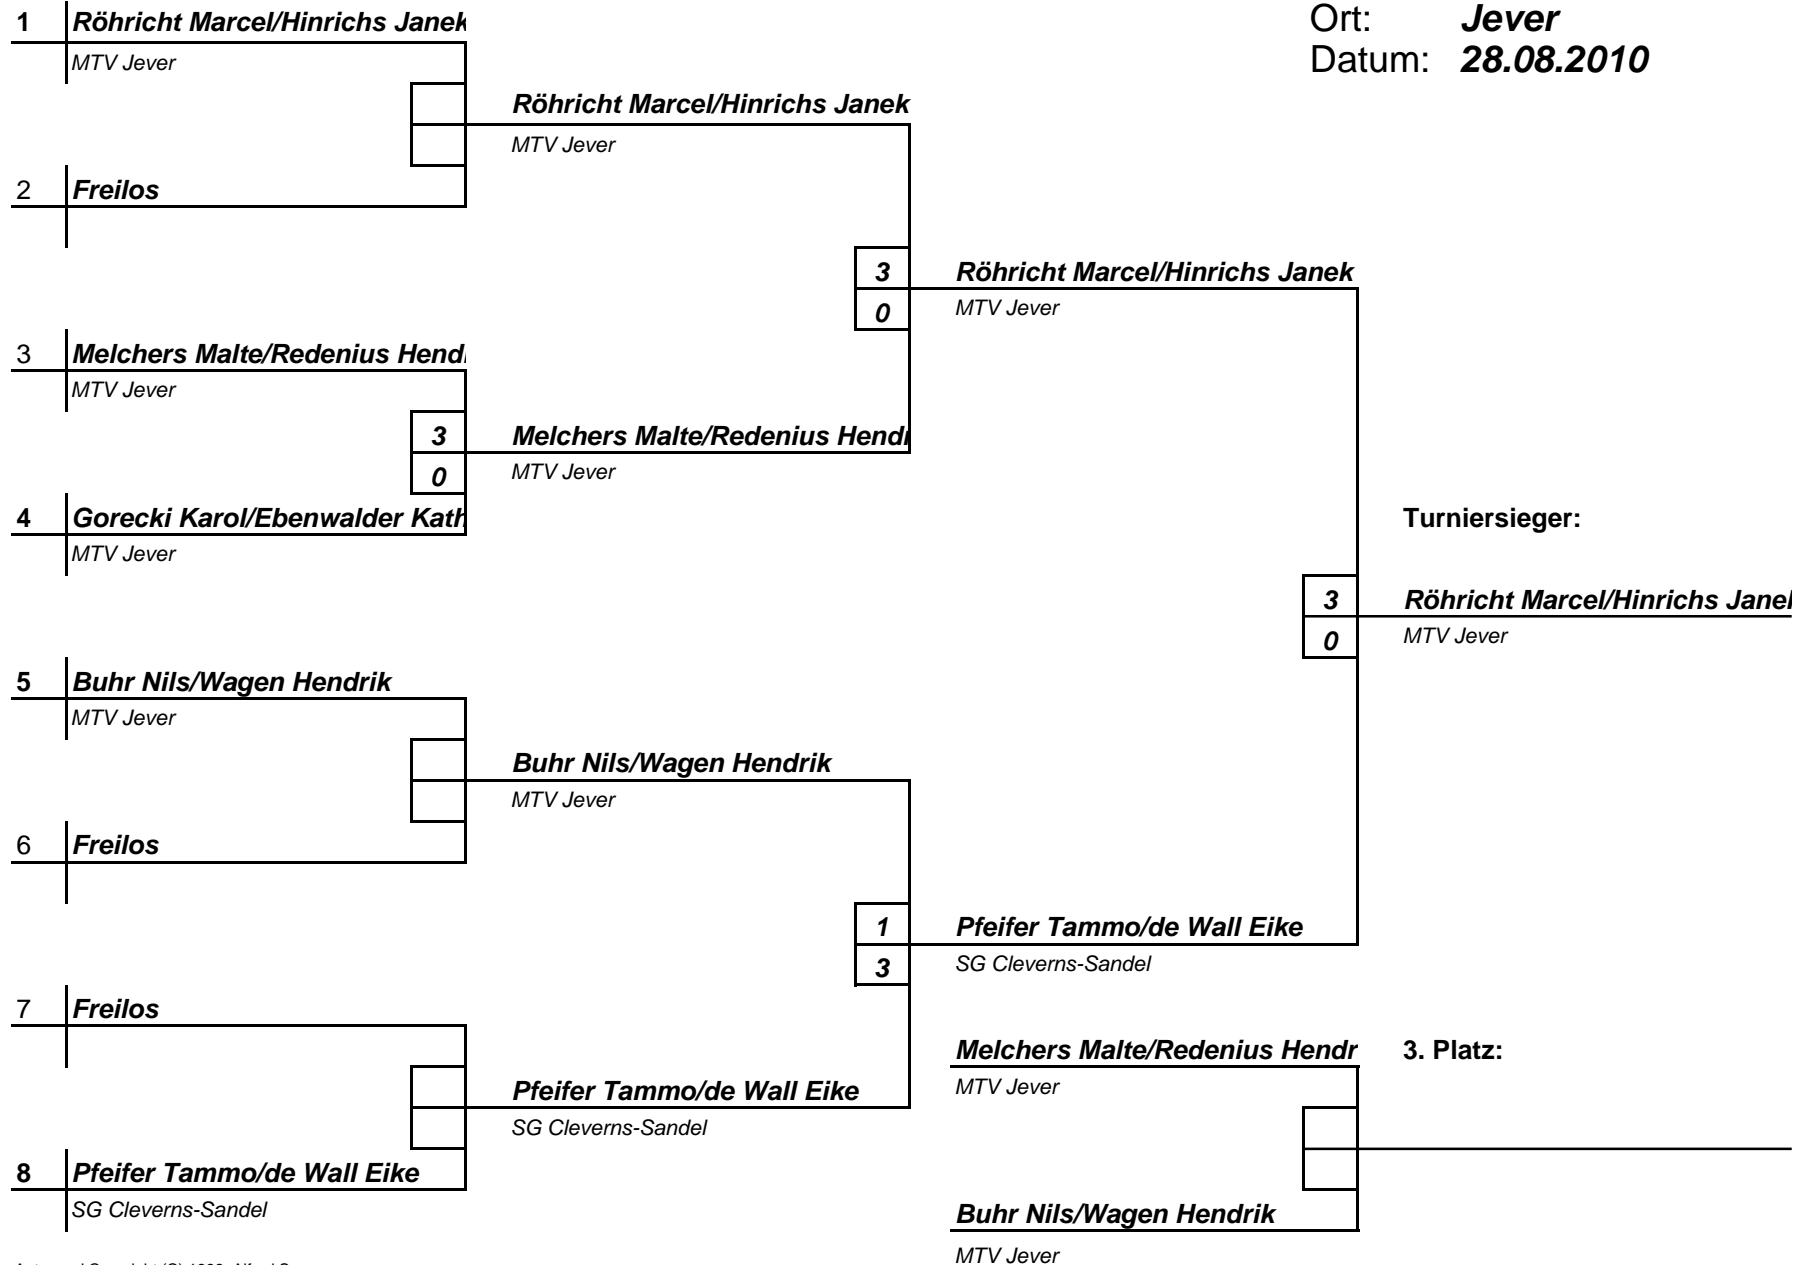 Ort: Jever
Datum: 28.08.2010
1 Röhricht Marcel/Hinrichs Janek
MTV Jever
Röhricht Marcel/Hinrichs Janek
MTV Jever
2 Freilos
3 Röhricht Marcel/Hinrichs Janek
0 MTV Jever
3 Melchers Malte/Redenius Hend
MTV Jever
3 Melchers Malte/Redenius Hend
0 MTV Jever
4 Gorecki Karol/Ebenwalder Kath
MTV Jever
Turniersieger:
3 Röhricht Marcel/Hinrichs Jane
0 MTV Jever
5 Buhr Nils/Wagen Hendrik
MTV Jever
Buhr Nils/Wagen Hendrik
MTV Jever
6 Freilos
1 Pfeifer Tammo/de Wall Eike
3 SG Cleverns-Sandel
7 Freilos
Melchers Malte/Redenius Hendr 3. Platz:
MTV Jever
Pfeifer Tammo/de Wall Eike
SG Cleverns-Sandel
8 Pfeifer Tammo/de Wall Eike
SG Cleverns-Sandel
Buhr Nils/Wagen Hendrik
MTV Jever